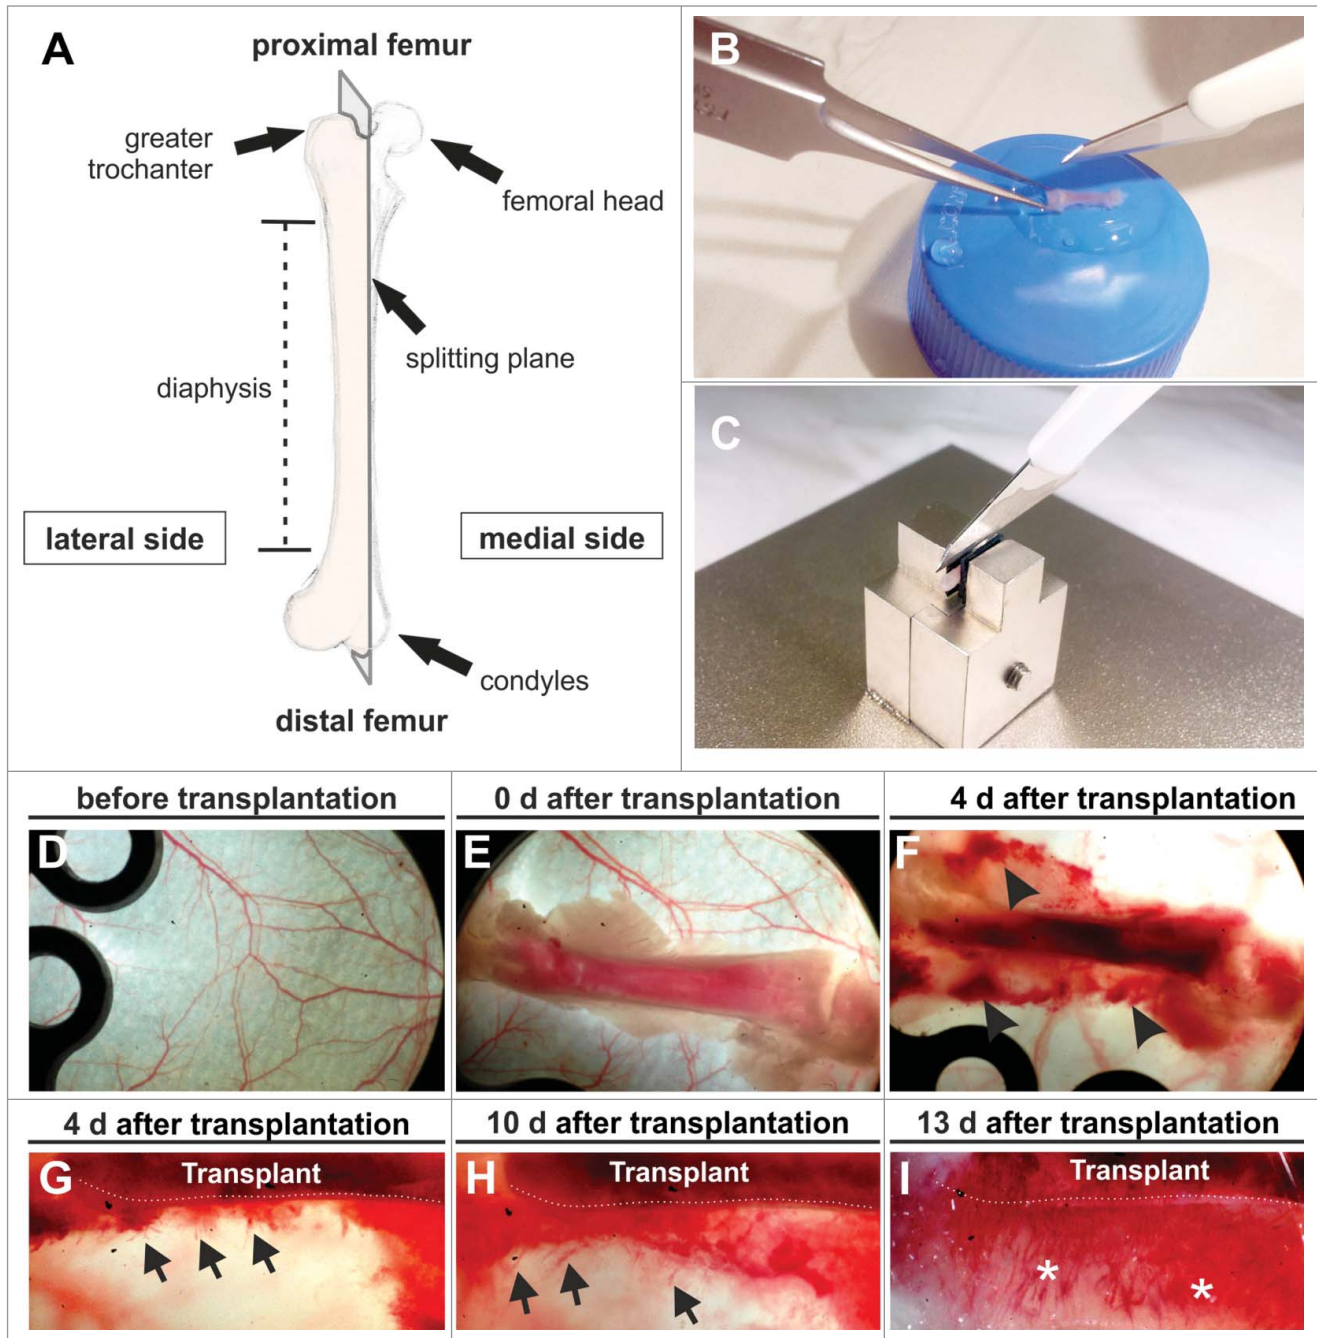 A
proximal femur
greater
trochanter
femoral head
splitting plane
diaphysis
lateral side
medial side
condyles
distal femur
B
C
before transplantation
0 d after transplantation
4 d after transplantation
D
E
F
4 d after transplantation
10 d after transplantation
13 d after transplantation
G
Transplant
H
Transplant
I
Transplant
*
*